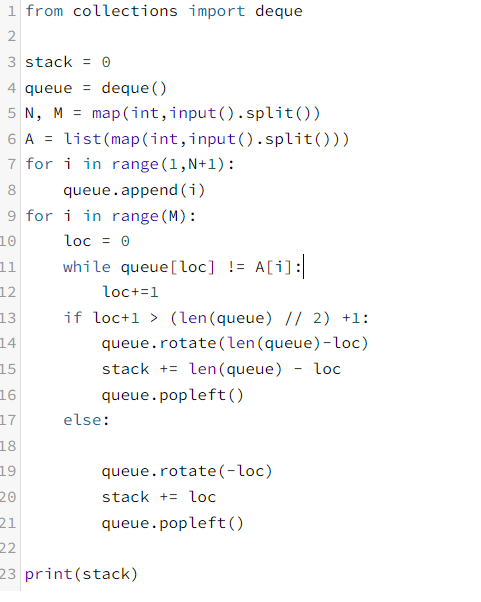 1 from collections import deque
2
3 stack = 0
4 queue = deque()
5 N, M = map(int,input().split())
6 A = list(map(int,input().split()))
7 for i in range(1,N+1):
8     queue.append(i)
9 for i in range(M):
10     loc = 0
11     while queue[loc] != A[i]:
12         loc+=1
13     if loc+1 > (len(queue) // 2) +1:
14         queue.rotate(len(queue)-loc)
15         stack += len(queue) - loc
16         queue.popleft()
17     else:
18
19         queue.rotate(-loc)
20         stack += loc
21         queue.popleft()
22
23 print(stack)